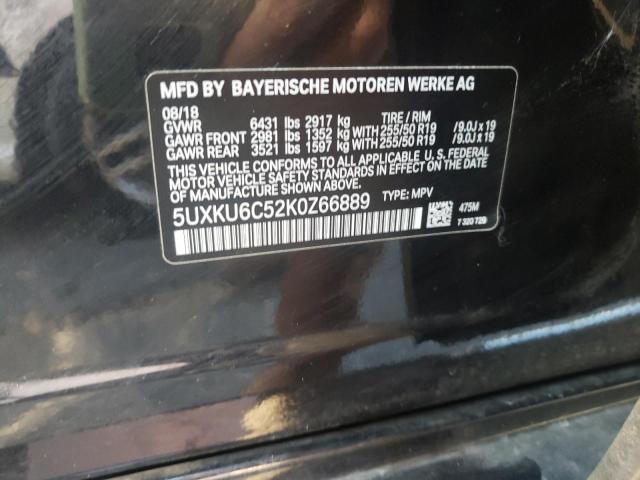 MFD BY BAYERISCHE MOTOREN WERKE AG
08/18
GVWR 6431 lbs 2917 kg TIRE / RIM
GAWR FRONT 2981 lbs 1352 kg WITH 255/50 R19 /9.0J x 19
GAWR REAR 3521 lbs 1597 kg WITH 255/50 R19 /9.0J x 19
THIS VEHICLE CONFORMS TO ALL APPLICABLE U. S. FEDERAL
MOTOR VEHICLE SAFETY STANDARDS IN EFFECT ON THE DATE
OF MANUFACTURE SHOWN ABOVE.
5UXKU6C52K0Z66889 TYPE: MPV
475M
7 320 729